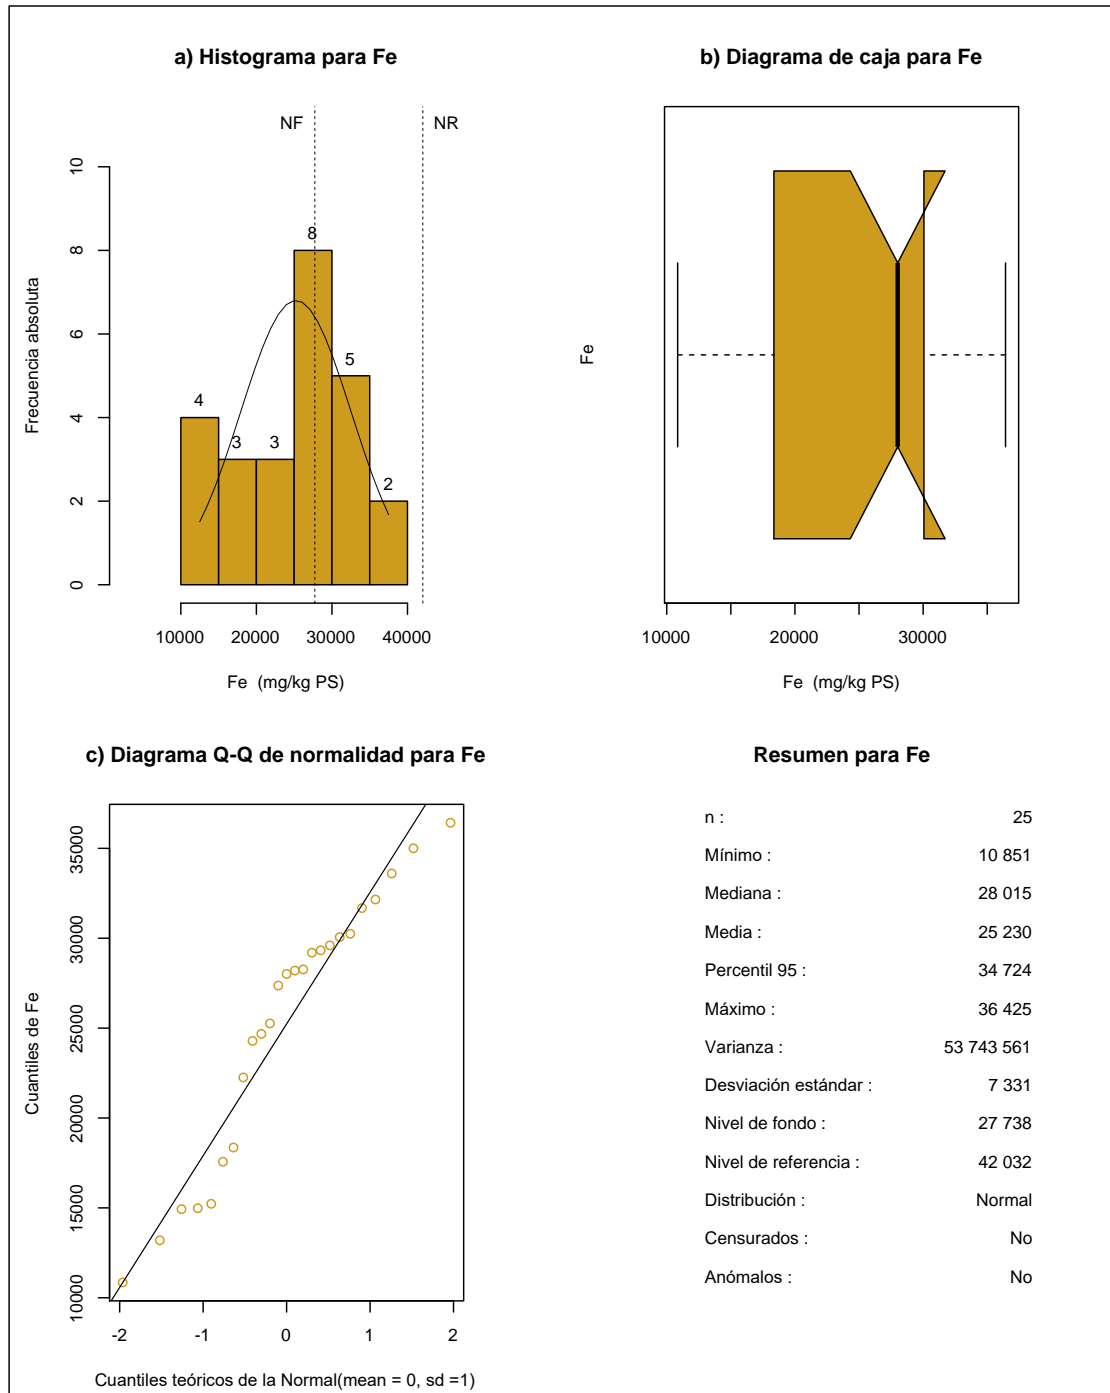 a) Histograma para Fe
NF
NR
Frecuencia absoluta
0
2
4
6
8
10
4
3
3
8
5
2
10000 20000 30000 40000
Fe (mg/kg PS)
b) Diagrama de caja para Fe
Fe
10000 20000 30000
Fe (mg/kg PS)
c) Diagrama Q-Q de normalidad para Fe
Cuantiles de Fe
10000
15000
20000
25000
30000
35000
-2 -1 0 1 2
Cuantiles teóricos de la Normal(mean = 0, sd =1)
Resumen para Fe
n : 25
Mínimo : 10 851
Mediana : 28 015
Media : 25 230
Percentil 95 : 34 724
Máximo : 36 425
Varianza : 53 743 561
Desviación estándar : 7 331
Nivel de fondo : 27 738
Nivel de referencia : 42 032
Distribución : Normal
Censurados : No
Anómalos : No